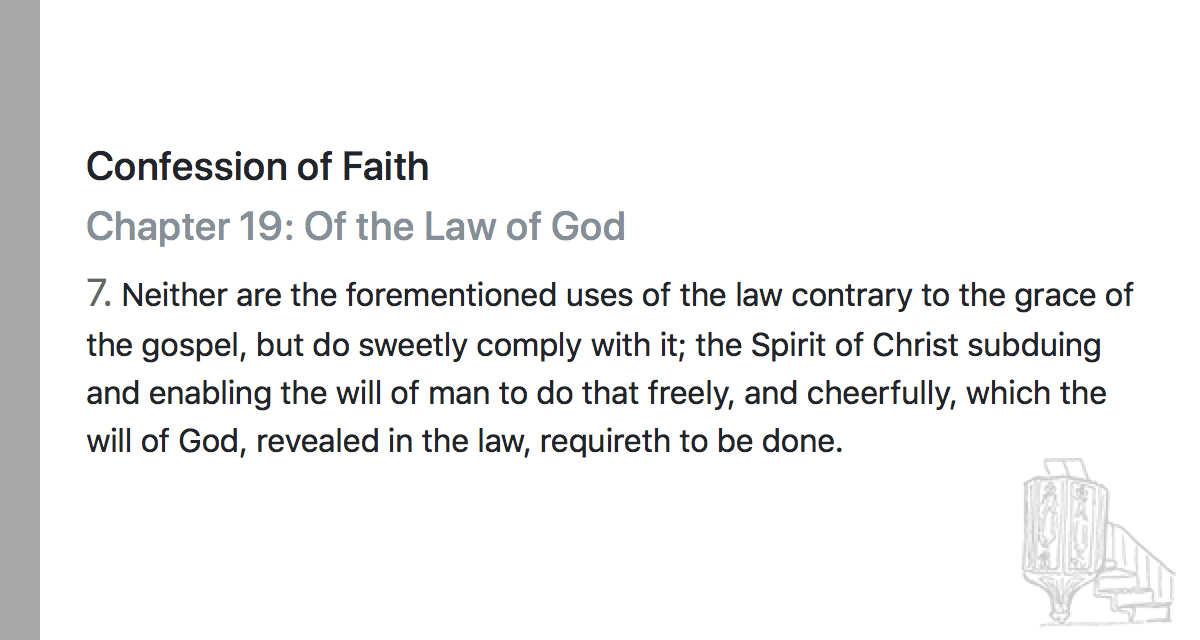 Confession of Faith
Chapter 19: Of the Law of God
7. Neither are the forementioned uses of the law contrary to the grace of
the gospel, but do sweetly comply with it; the Spirit of Christ subduing
and enabling the will of man to do that freely, and cheerfully, which the
will of God, revealed in the law, requireth to be done.